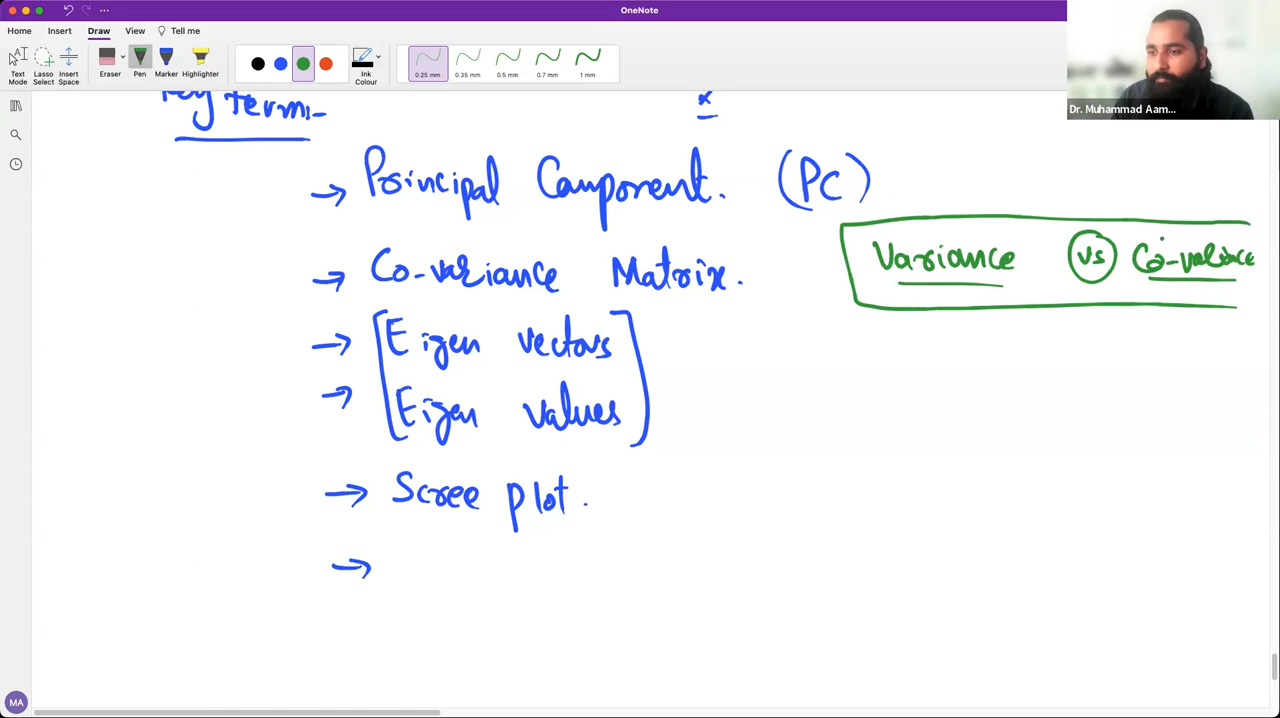 OneNote
Home Insert Draw View Tell me
Text Mode
Lasso Select
Insert Space
Eraser
Pen
Marker
Highlighter
Ink Colour
0.25 mm
0.35 mm
0.5 mm
0.7 mm
1 mm
Dr. Muhammad Aam...
Key term.
x
→ Principal Component. (PC)
Variance vs Co-variance
→ Co-variance Matrix.
→ Eigen vectors
→ Eigen values
→ Scree plot.
→
MA